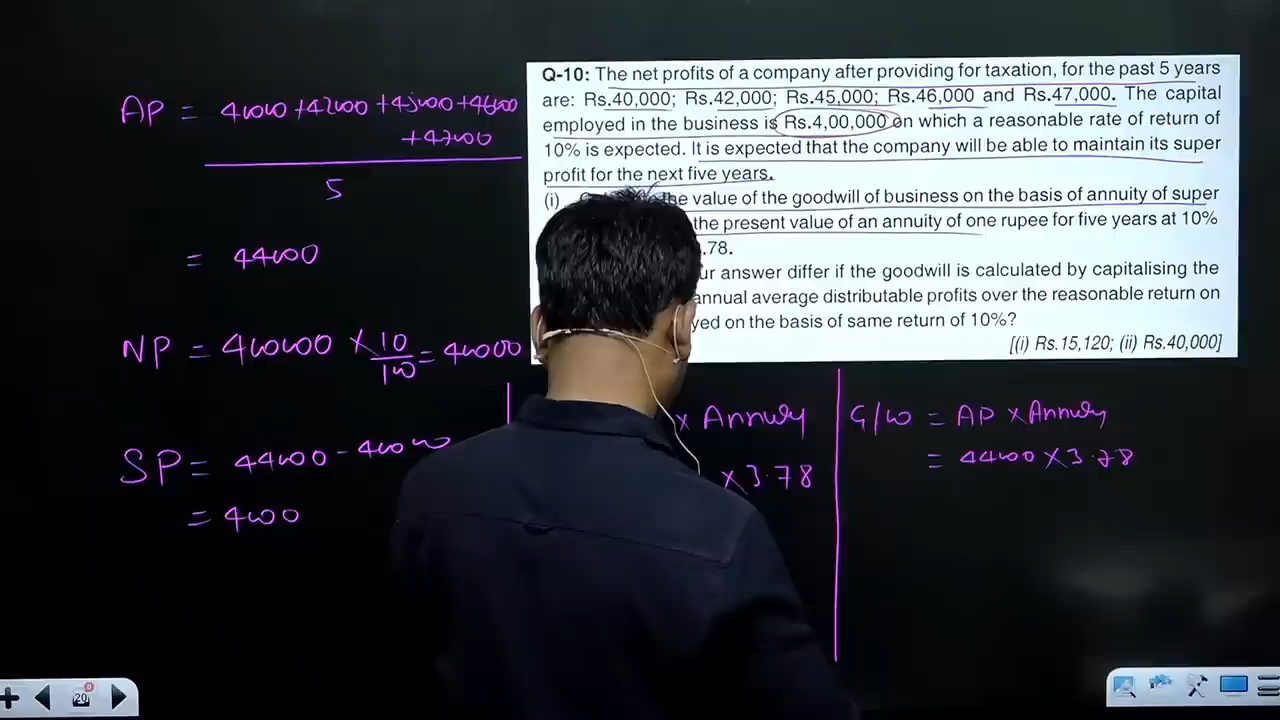 Q-10: The net profits of a company after providing for taxation, for the past 5 years
are: Rs.40,000; Rs.42,000; Rs.45,000; Rs.46,000 and Rs.47,000. The capital
employed in the business is Rs.4,00,000 on which a reasonable rate of return of
10% is expected. It is expected that the company will be able to maintain its super
profit for the next five years.
(i) the value of the goodwill of business on the basis of annuity of super
the present value of an annuity of one rupee for five years at 10%
.78.
ur answer differ if the goodwill is calculated by capitalising the
annual average distributable profits over the reasonable return on
yed on the basis of same return of 10%?
[(i) Rs.15,120; (ii) Rs.40,000]
AP = 40000 + 42000 + 45000 + 46000
+ 47000
5
= 44000
NP = 400000 × 10/100 = 40000
SP = 44000 - 40000
= 4000
× Annuity
× 3.78
G/W = AP × Annuity
= 44000 × 3.78
20